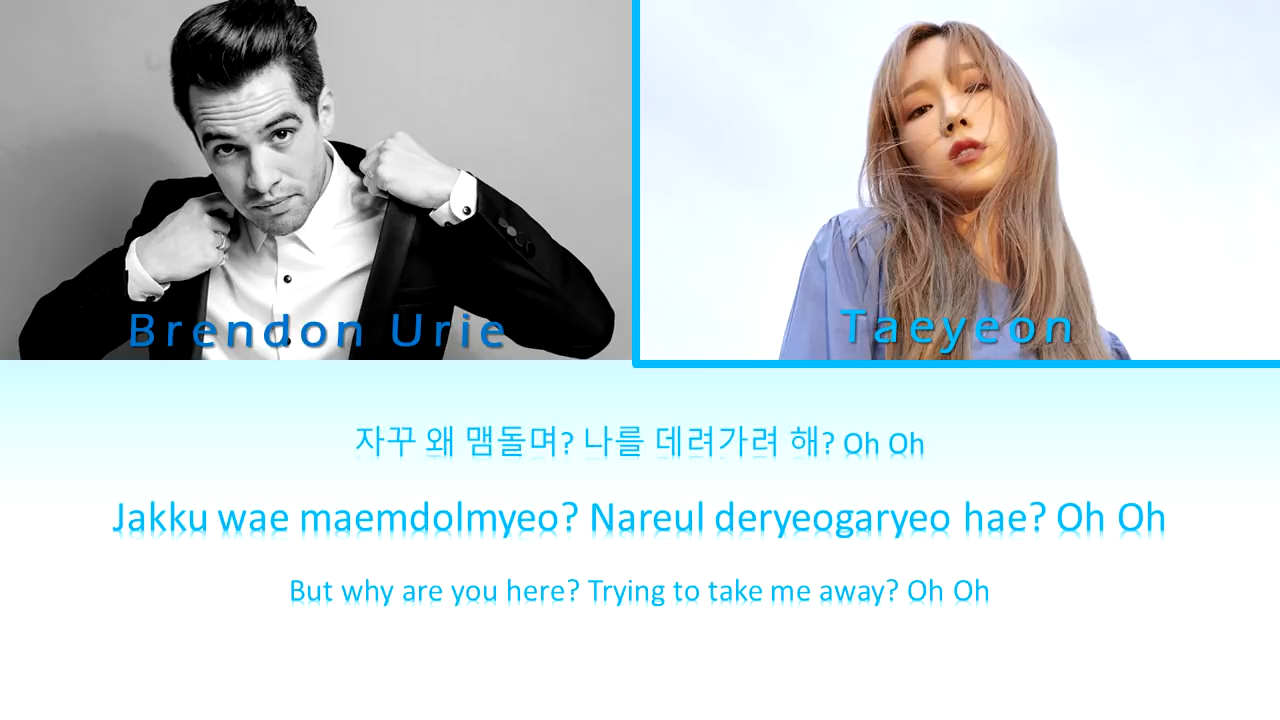 Brendon Urie
Taeyeon
자꾸 왜 맴돌며? 나를 데려가려 해? Oh Oh
Jakku wae maemdolmyeo? Nareul deryeogaryeo hae? Oh Oh
But why are you here? Trying to take me away? Oh Oh